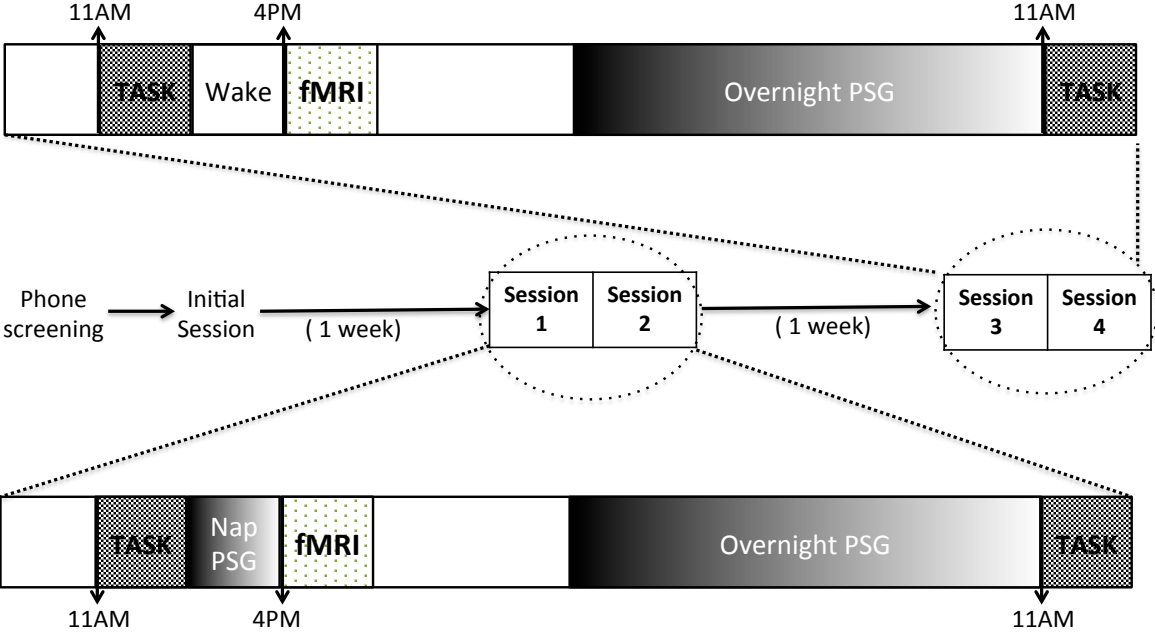 11AM 4PM 11AM
TASK Wake fMRI Overnight PSG TASK
Phone
screening
Initial
Session
( 1 week)
Session
1
Session
2
( 1 week)
Session
3
Session
4
TASK Nap
PSG fMRI Overnight PSG TASK
11AM 4PM 11AM